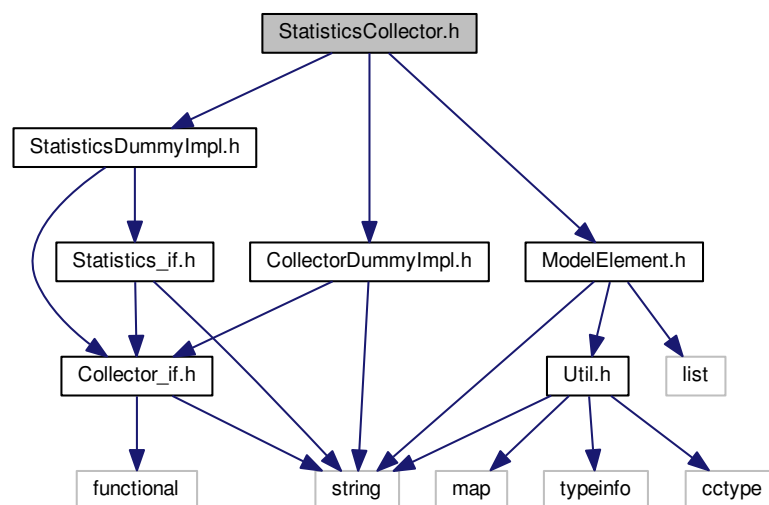 StatisticsCollector.h
StatisticsDummyImpl.h
Statistics_if.h
CollectorDummyImpl.h
ModelElement.h
Collector_if.h
Util.h
list
functional
string
map
typeinfo
cctype